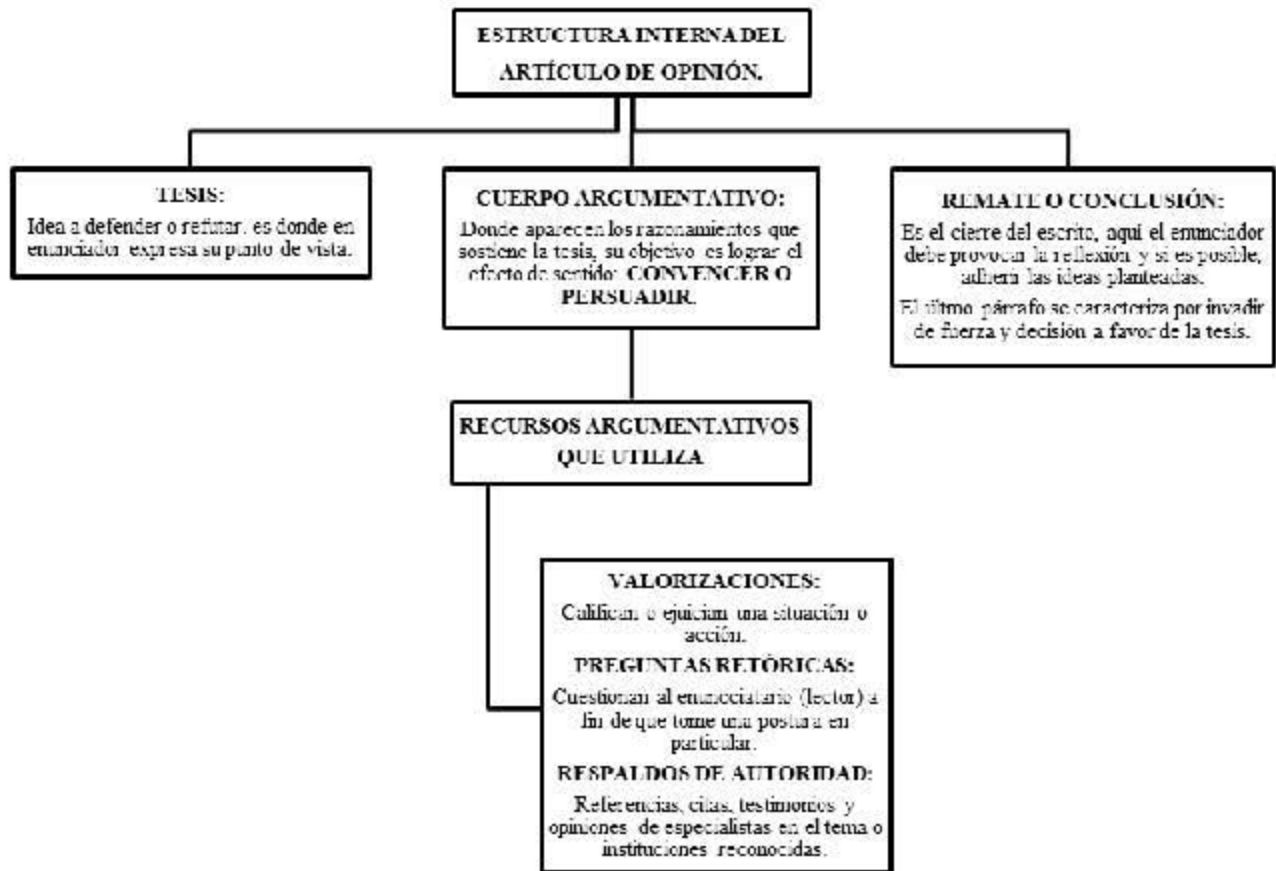 ESTRUCTURA INTERNA DEL
ARTÍCULO DE OPINIÓN.
TESIS:
Idea a defender o refutar, es donde en
enunciador expresa su punto de vista.
CUERPO ARGUMENTATIVO:
Donde aparecen los razonamientos que
sostiene la tesis, su objetivo es lograr el
efecto de sentido: CONVENCER O
PERSUADIR.
REMATE O CONCLUSIÓN:
Es el cierre del escrito, aquí el enunciador
debe provocar la reflexión y si es posible,
adherir las ideas planteadas.
El últmo párrafo se caracteriza por invadir
de fuerza y decisión a favor de la tesis.
RECURSOS ARGUMENTATIVOS
QUE UTILIZA
VALORIZACIONES:
Califican o ejuician una situación o
acción.
PREGUNTAS RETÓRICAS:
Cuestionan al enunociatario (lector) a
fin de que tome una postura en
particular.
RESPALDOS DE AUTORIDAD:
Referencias, citas, testimonios y
opiniones de especialistas en el tema o
instituciones reconocidas.